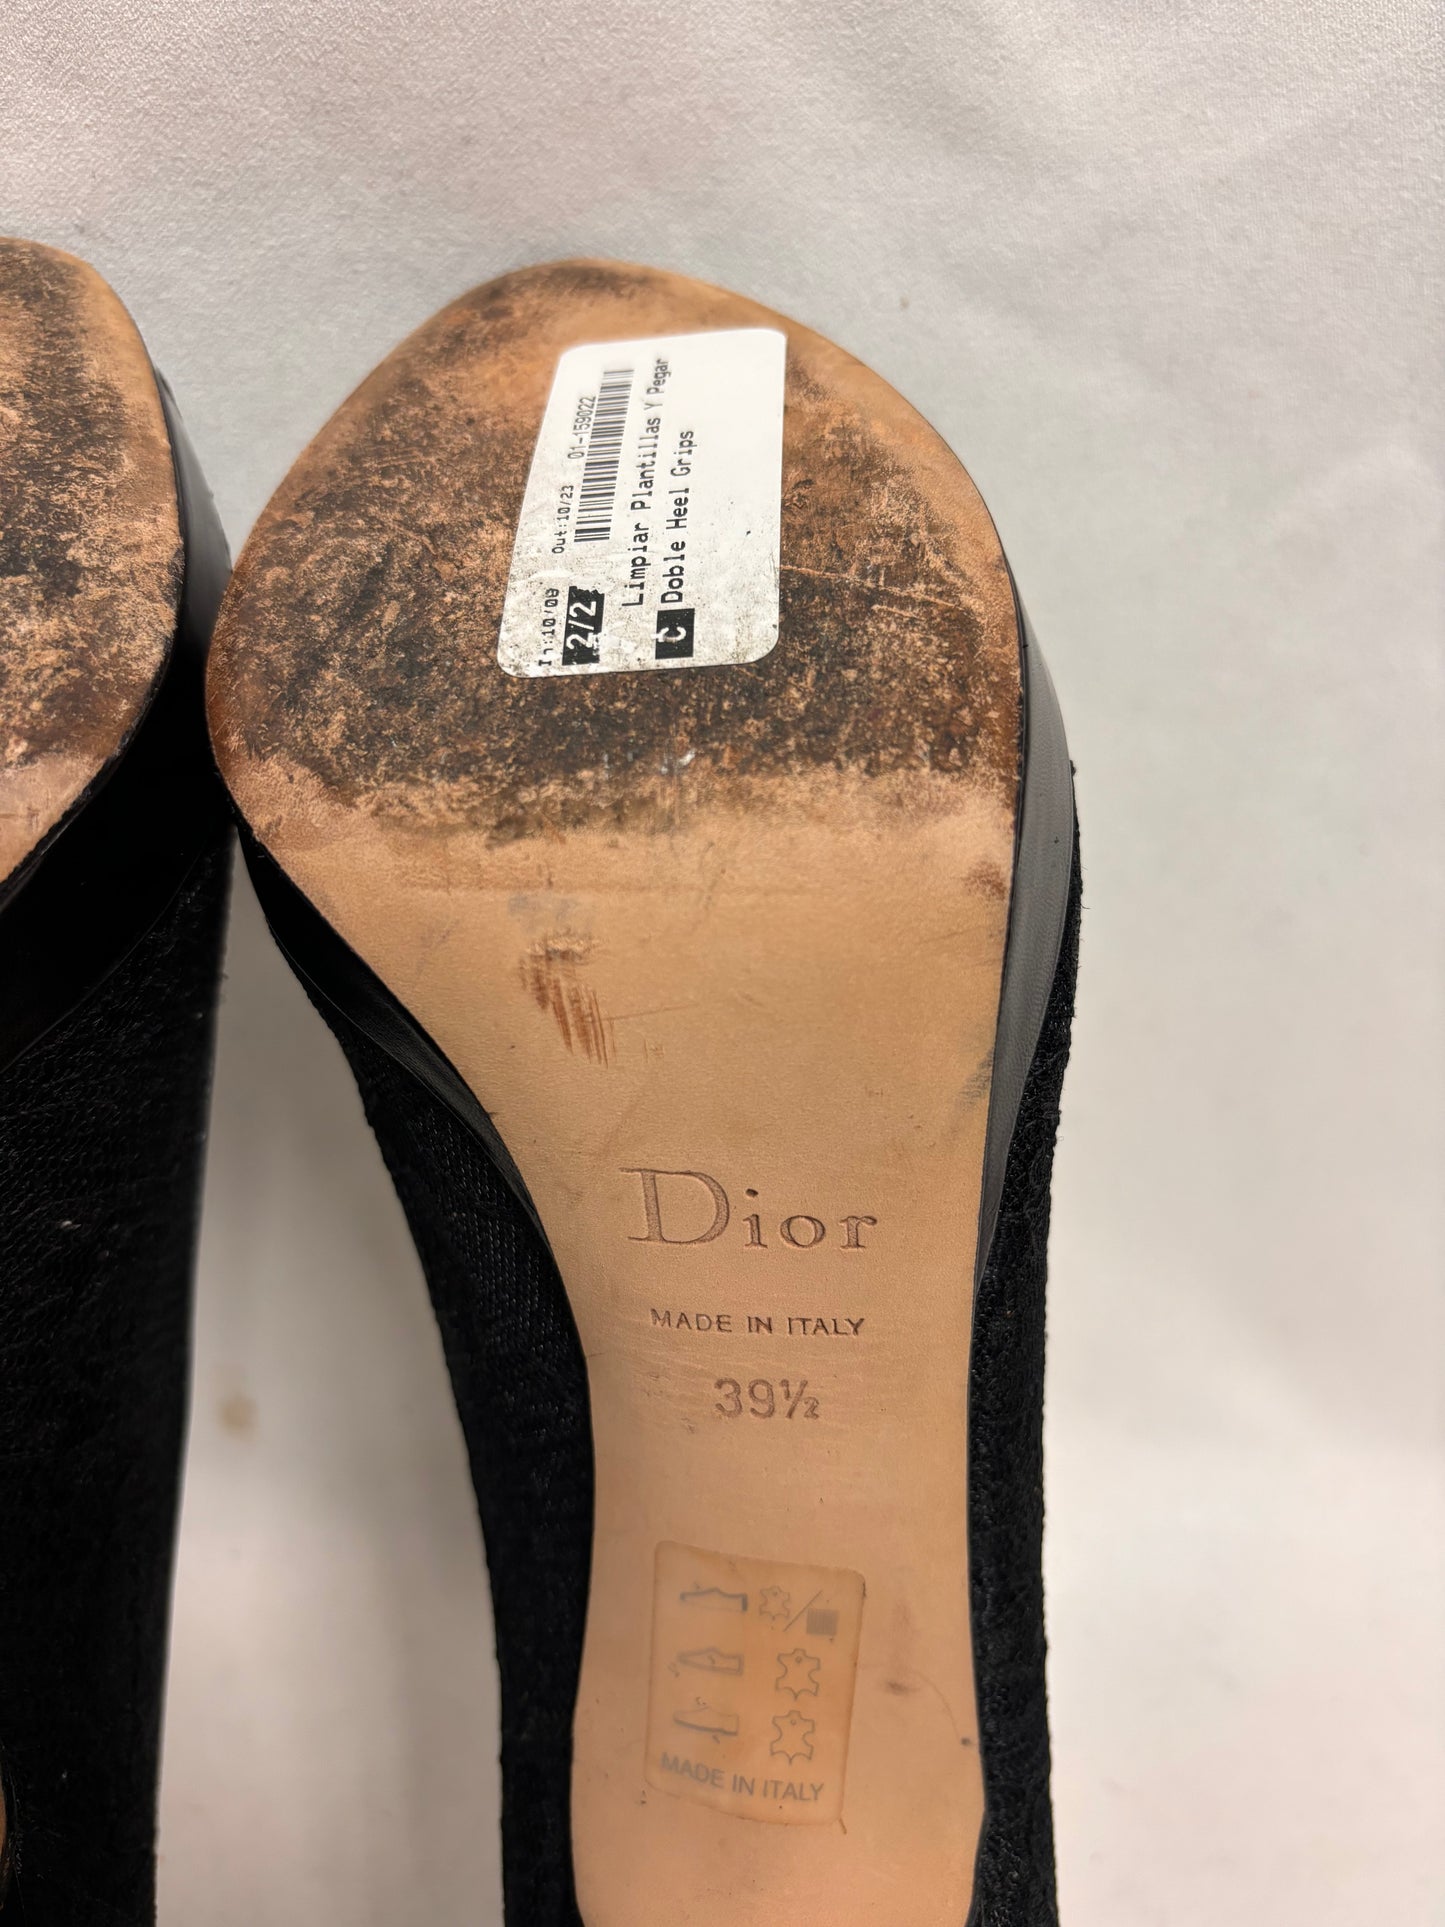 In:10/09 Out:10/23 01-159022
2/2
Limpiar Plantillas Y Pegar
C Doble Heel Grips
Dior
MADE IN ITALY
39½
MADE IN ITALY